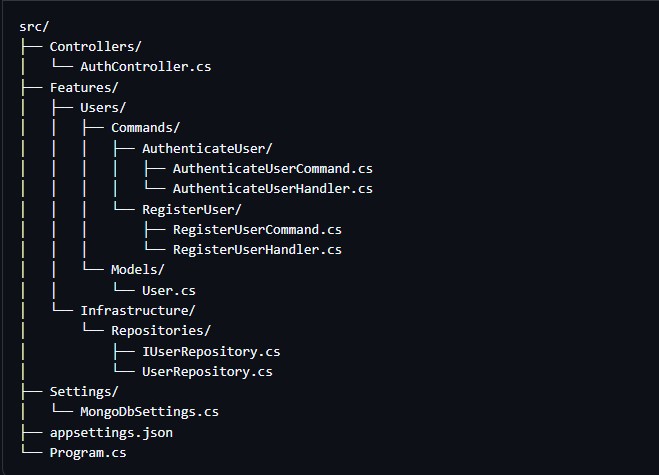 src/
├── Controllers/
│   └── AuthController.cs
├── Features/
│   ├── Users/
│   │   ├── Commands/
│   │   │   ├── AuthenticateUser/
│   │   │   │   ├── AuthenticateUserCommand.cs
│   │   │   │   └── AuthenticateUserHandler.cs
│   │   │   └── RegisterUser/
│   │   │       ├── RegisterUserCommand.cs
│   │   │       └── RegisterUserHandler.cs
│   │   └── Models/
│   │       └── User.cs
│   └── Infrastructure/
│       └── Repositories/
│           ├── IUserRepository.cs
│           └── UserRepository.cs
├── Settings/
│   └── MongoDbSettings.cs
├── appsettings.json
└── Program.cs